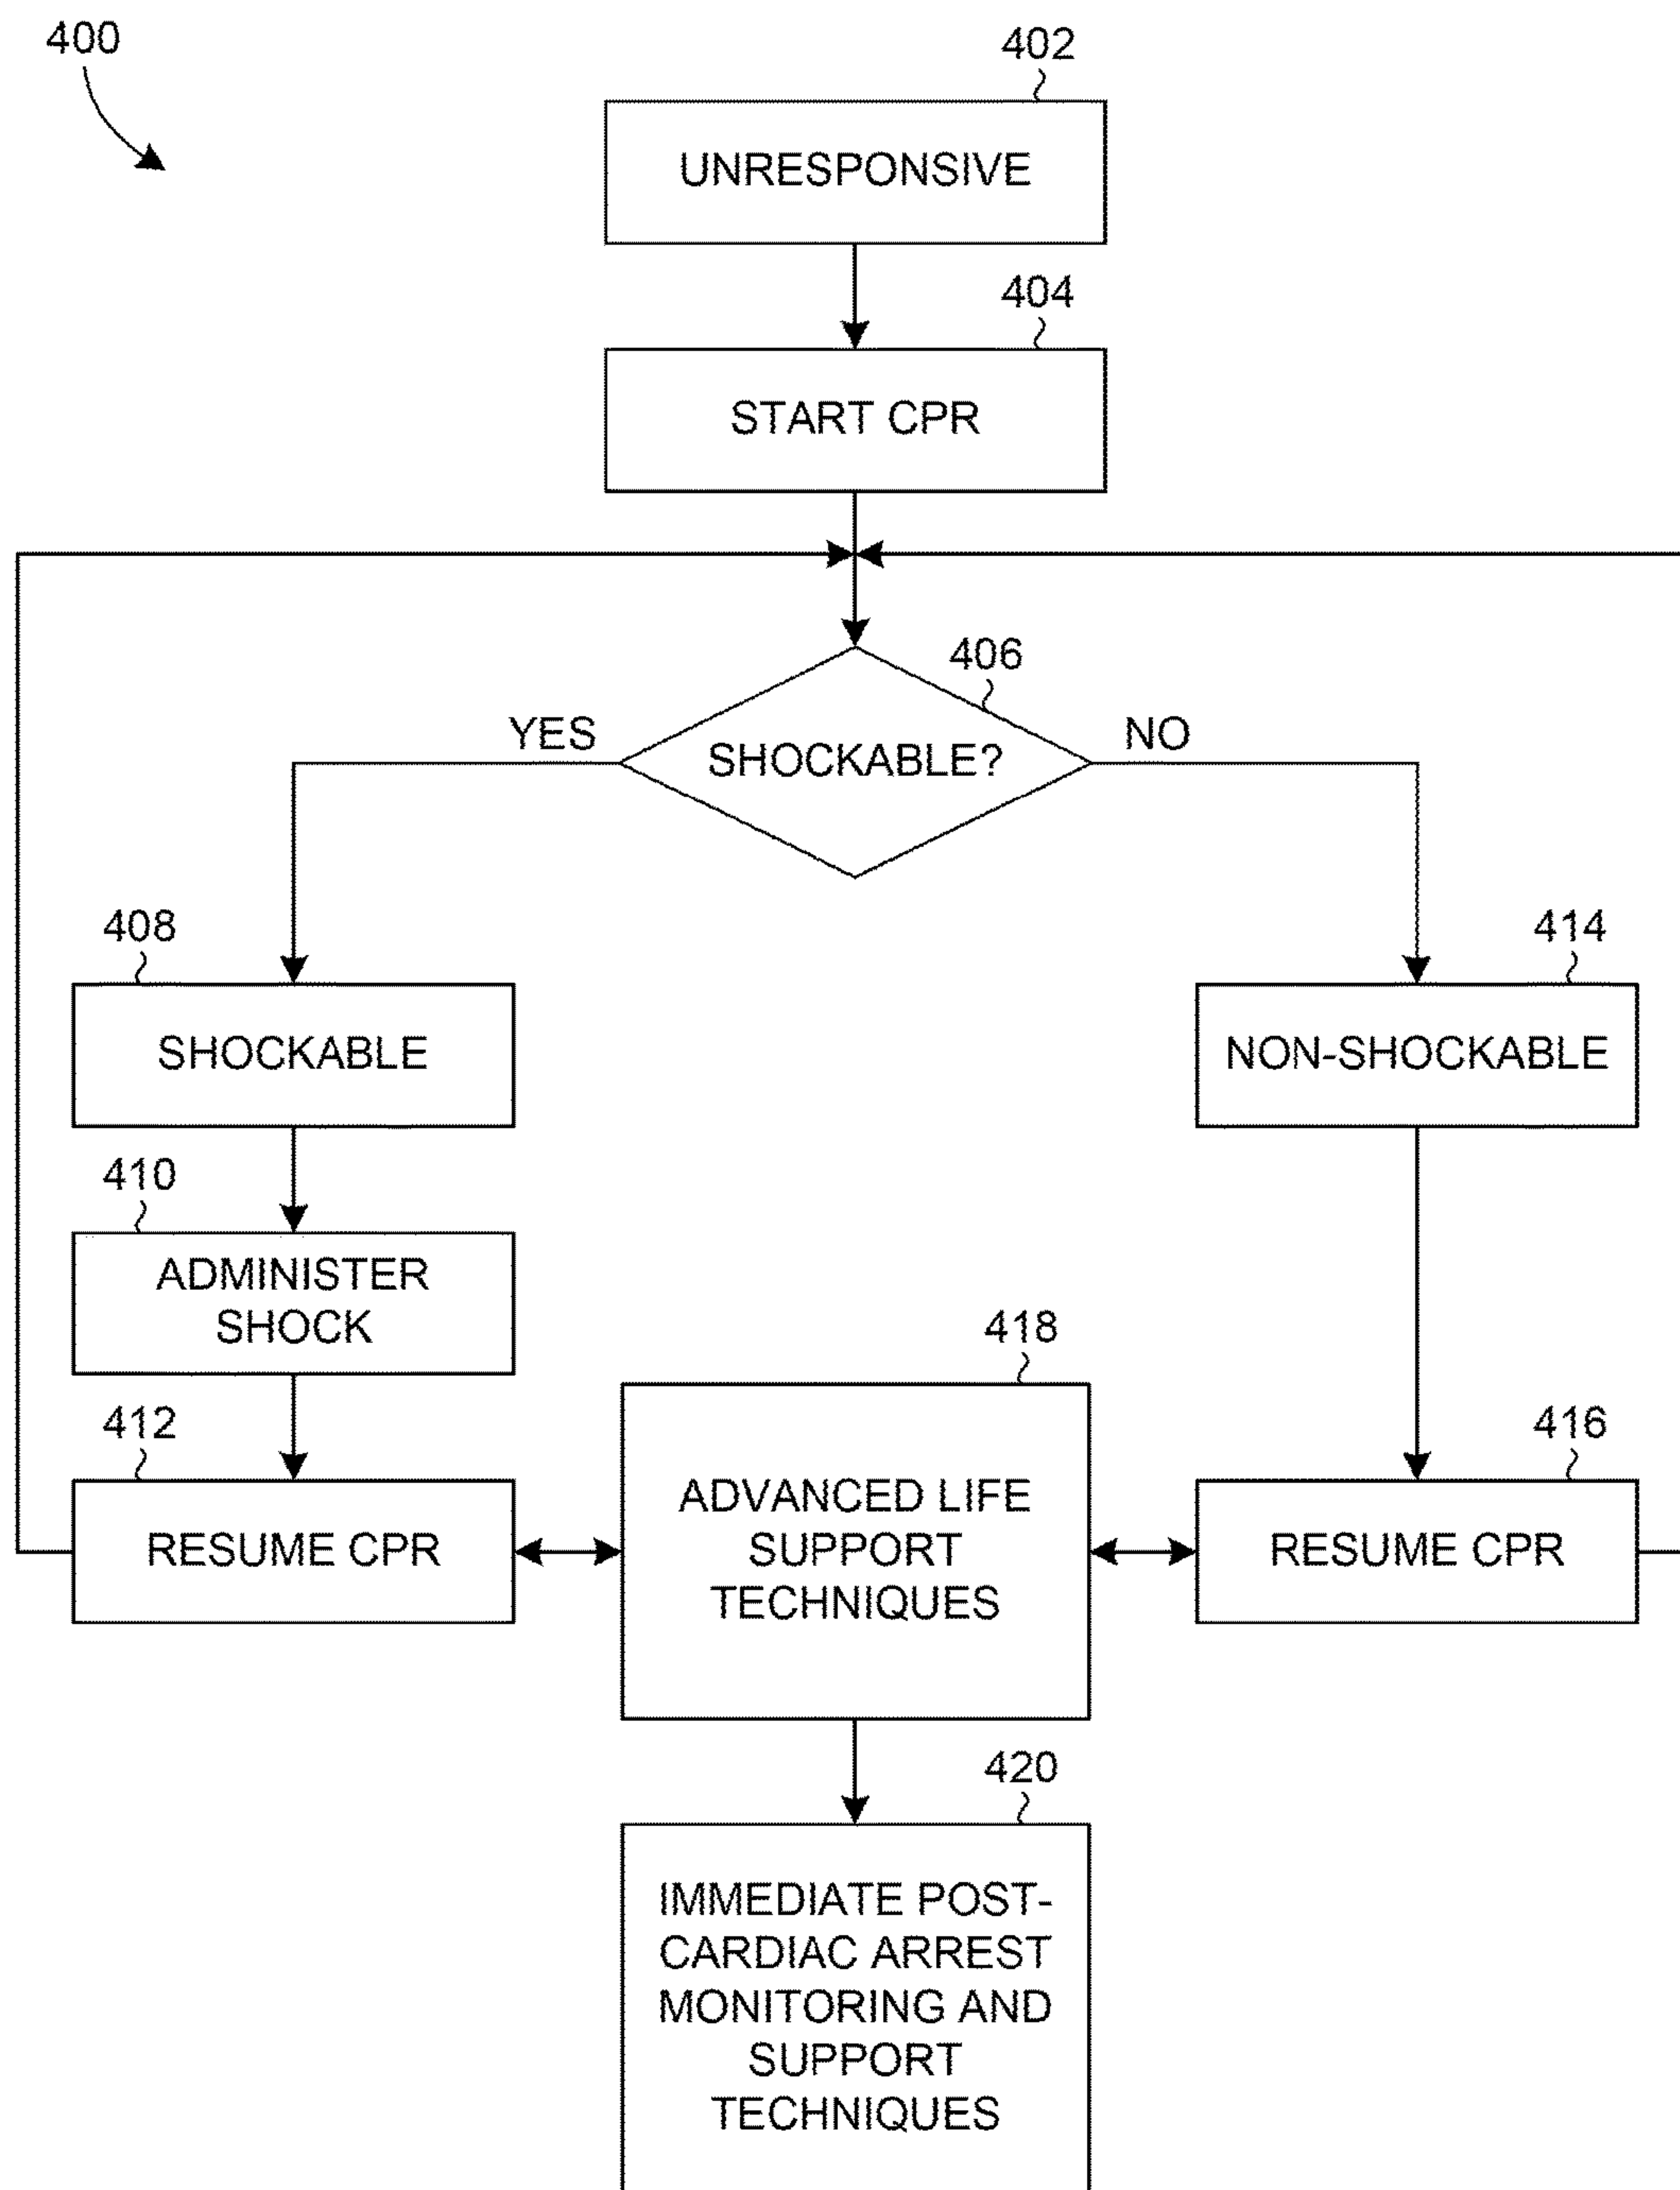 400
402
UNRESPONSIVE
404
START CPR
406
YES
SHOCKABLE?
NO
408
SHOCKABLE
414
NON-SHOCKABLE
410
ADMINISTER
SHOCK
412
RESUME CPR
418
ADVANCED LIFE
SUPPORT
TECHNIQUES
416
RESUME CPR
420
IMMEDIATE POST-
CARDIAC ARREST
MONITORING AND
SUPPORT
TECHNIQUES